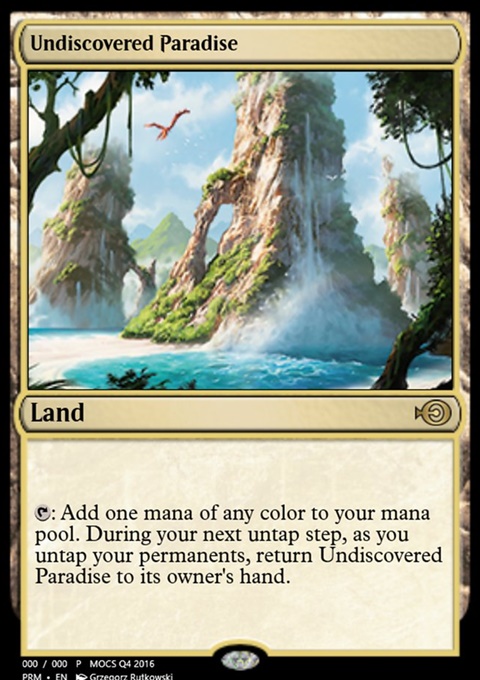 Undiscovered Paradise
Land
: Add one mana of any color to your mana
pool. During your next untap step, as you
untap your permanents, return Undiscovered
Paradise to its owner's hand.
000 / 000 P MOCS Q4 2016
PRM • EN Grzegorz Rutkowski